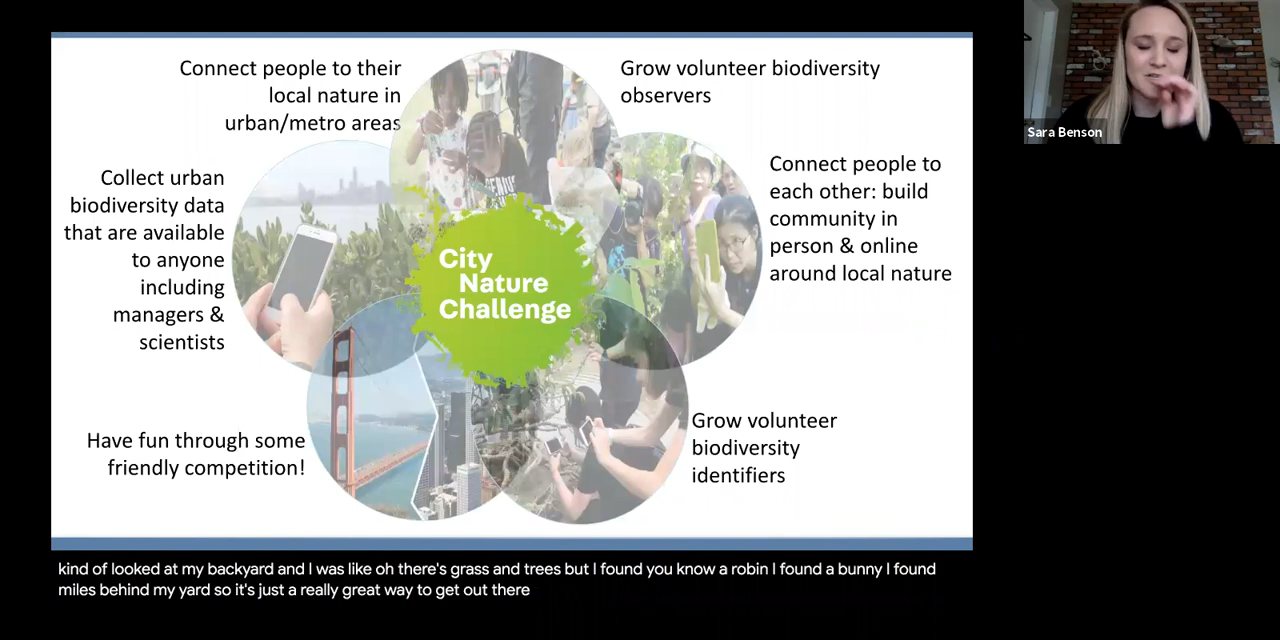 Connect people to their
local nature in
urban/metro areas
Grow volunteer biodiversity
observers
Collect urban
biodiversity data
that are available
to anyone
including
managers &
scientists
Connect people to
each other: build
community in
person & online
around local nature
City
Nature
Challenge
Have fun through some
friendly competition!
Grow volunteer
biodiversity
identifiers
Sara Benson
kind of looked at my backyard and I was like oh there's grass and trees but I found you know a robin I found a bunny I found
miles behind my yard so it's just a really great way to get out there